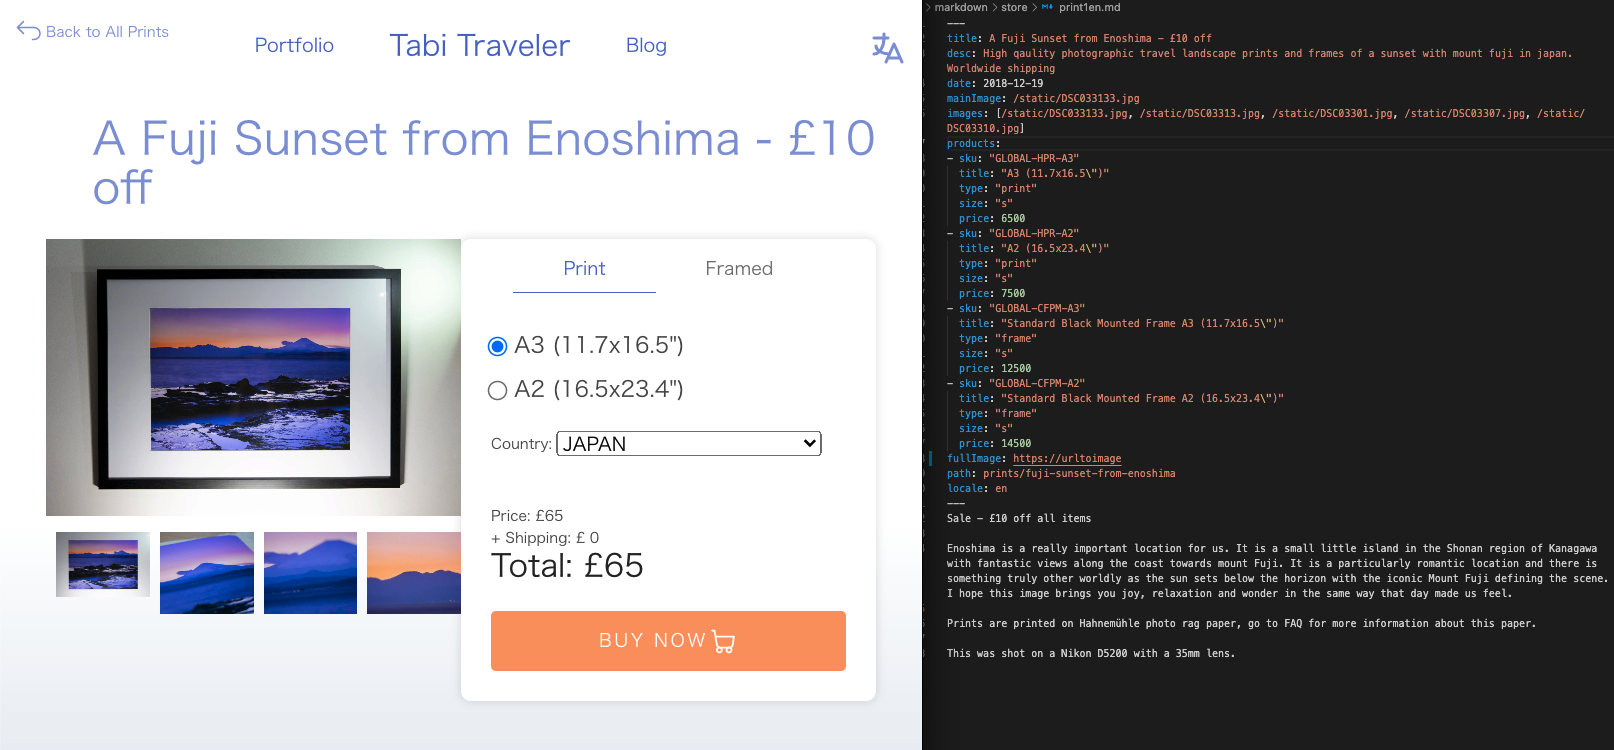 Back to All Prints
Portfolio
Tabi Traveler
Blog
A Fuji Sunset from Enoshima - £10
off
Print
Framed
A3 (11.7x16.5")
A2 (16.5x23.4")
Country: JAPAN
Price: £65
+ Shipping: £ 0
Total: £65
BUY NOW
markdown > store > print1en.md
---
title: A Fuji Sunset from Enoshima - £10 off
desc: High qaulity photographic travel landscape prints and frames of a sunset with mount fuji in japan.
Worldwide shipping
date: 2018-12-19
mainImage: /static/DSC033133.jpg
images: [/static/DSC033133.jpg, /static/DSC03313.jpg, /static/DSC03301.jpg, /static/DSC03307.jpg, /static/
DSC03310.jpg]
products:
- sku: "GLOBAL-HPR-A3"
title: "A3 (11.7x16.5\")"
type: "print"
size: "s"
price: 6500
- sku: "GLOBAL-HPR-A2"
title: "A2 (16.5x23.4\")"
type: "print"
size: "s"
price: 7500
- sku: "GLOBAL-CFPM-A3"
title: "Standard Black Mounted Frame A3 (11.7x16.5\")"
type: "frame"
size: "s"
price: 12500
- sku: "GLOBAL-CFPM-A2"
title: "Standard Black Mounted Frame A2 (16.5x23.4\")"
type: "frame"
size: "s"
price: 14500
fullImage: https://urltoimage
path: prints/fuji-sunset-from-enoshima
locale: en
---
Sale - £10 off all items
Enoshima is a really important location for us. It is a small little island in the Shonan region of Kanagawa
with fantastic views along the coast towards mount Fuji. It is a particularly romantic location and there is
something truly other worldly as the sun sets below the horizon with the iconic Mount Fuji defining the scene.
I hope this image brings you joy, relaxation and wonder in the same way that day made us feel.
Prints are printed on Hahnemühle photo rag paper, go to FAQ for more information about this paper.
This was shot on a Nikon D5200 with a 35mm lens.